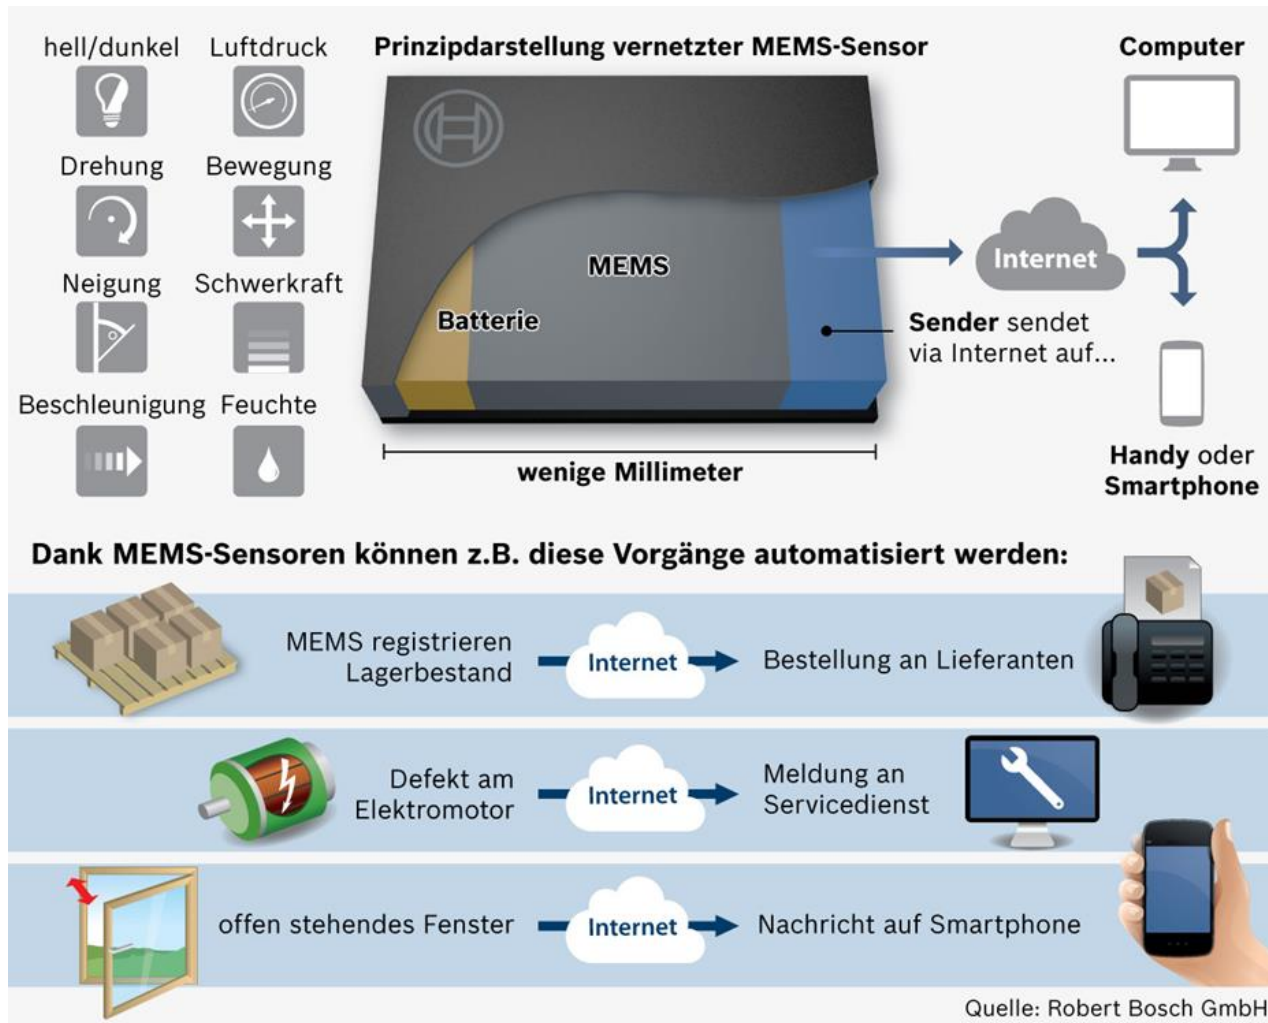 hell/dunkel
Luftdruck
Drehung
Bewegung
Neigung
Schwerkraft
Beschleunigung
Feuchte
Prinzipdarstellung vernetzter MEMS-Sensor
Batterie
MEMS
wenige Millimeter
Internet
Sender sendet
via Internet auf...
Computer
Handy oder
Smartphone
Dank MEMS-Sensoren können z.B. diese Vorgänge automatisiert werden:
MEMS registrieren
Lagerbestand
Internet
Bestellung an Lieferanten
Defekt am
Elektromotor
Internet
Meldung an
Servicedienst
offen stehendes Fenster
Internet
Nachricht auf Smartphone
Quelle: Robert Bosch GmbH